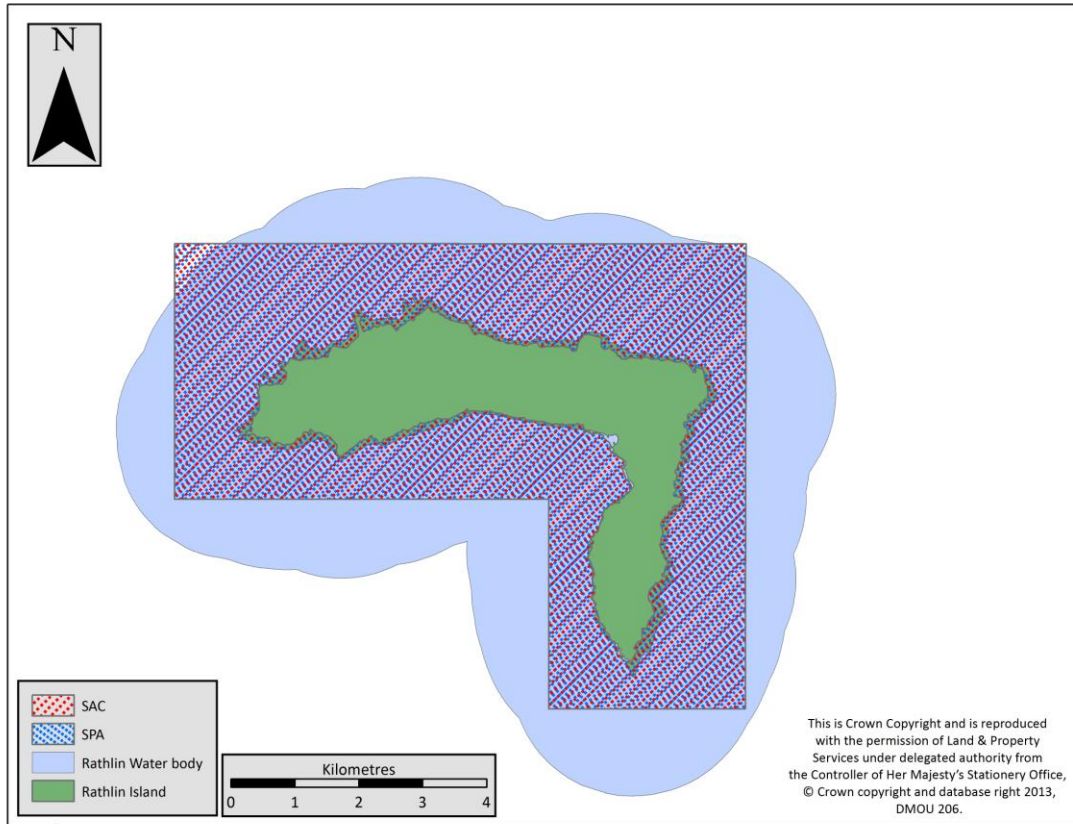 N
SAC
SPA
Rathlin Water body
Rathlin Island
Kilometres
0 1 2 3 4
This is Crown Copyright and is reproduced
with the permission of Land & Property
Services under delegated authority from
the Controller of Her Majesty's Stationery Office,
© Crown copyright and database right 2013,
DMOU 206.